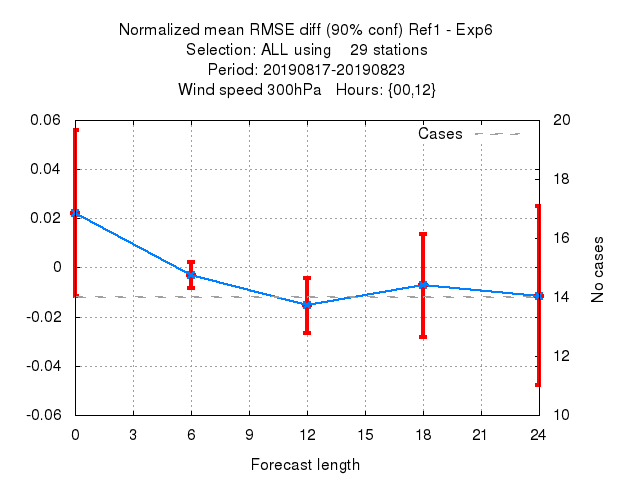 Normalized mean RMSE diff (90% conf) Ref1 - Exp6
Selection: ALL using    29 stations
Period: 20190817-20190823
Wind speed 300hPa   Hours: {00,12}
Cases
0.06
0.04
0.02
0
-0.02
-0.04
-0.06
20
18
16
14
12
10
No cases
0 3 6 9 12 15 18 21 24
Forecast length